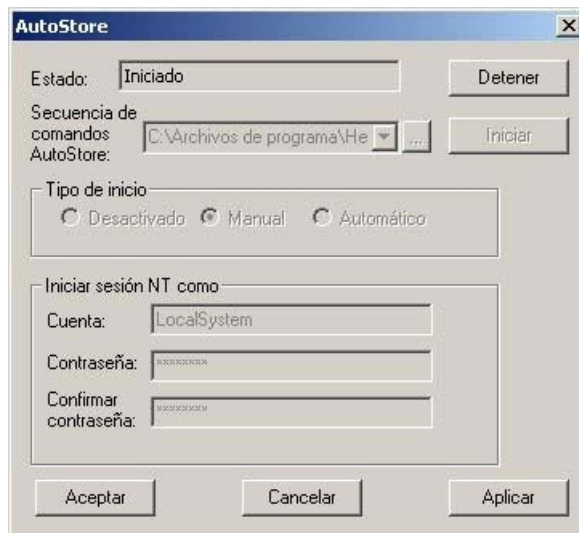 AutoStore
Estado: Iniciado Detener
Secuencia de
comandos
AutoStore: C:\Archivos de programa\He ... Iniciar
Tipo de inicio
Desactivado Manual Automático
Iniciar sesión NT como
Cuenta: LocalSystem
Contraseña: ********
Confirmar
contraseña: ********
Aceptar Cancelar Aplicar